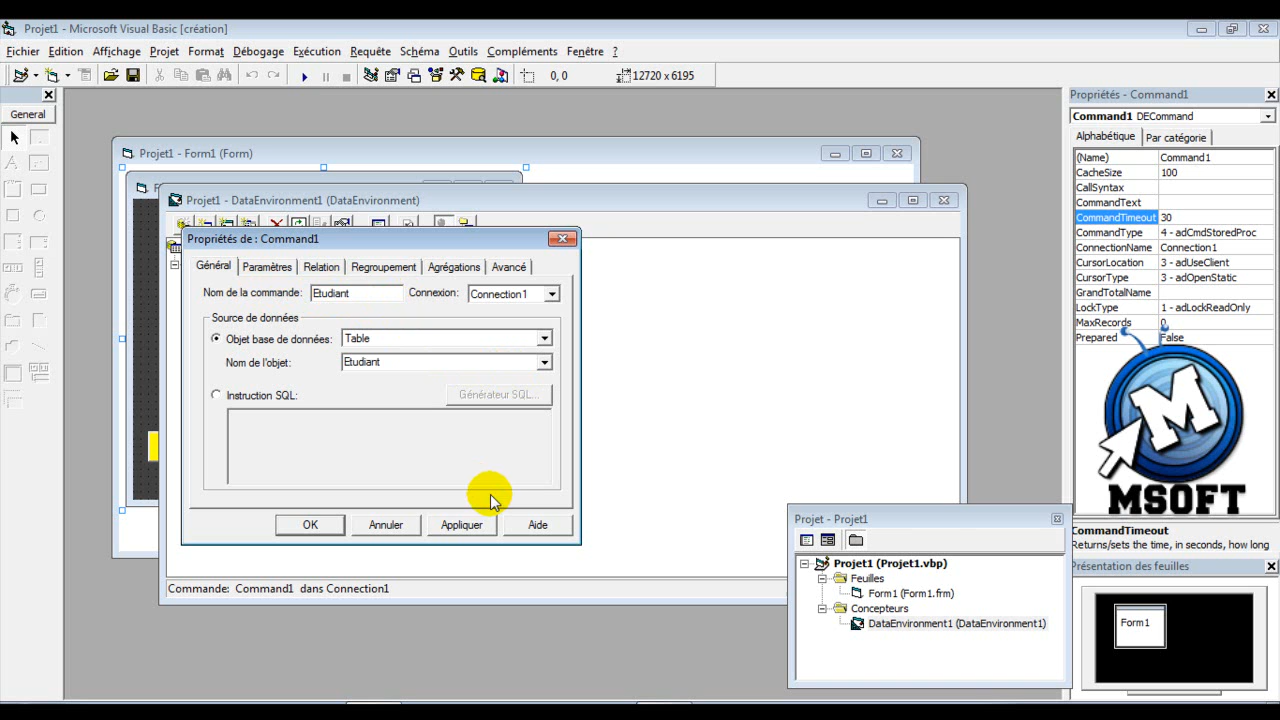 Projet1 - Microsoft Visual Basic [création]
Fichier Edition Affichage Projet Format Débogage Exécution Requête Schéma Outils Compléments Fenêtre ?
0, 0 12720 x 6195
General
Projet1 - Form1 (Form)
Projet1 - DataEnvironment1 (DataEnvironment)
Propriétés de : Command1
Général Paramètres Relation Regroupement Agrégations Avancé
Nom de la commande: Etudiant Connexion: Connection1
Source de données
Objet base de données: Table
Nom de l'objet: Etudiant
Instruction SQL: Générateur SQL...
OK Annuler Appliquer Aide
Commande: Command1 dans Connection1
Propriétés - Command1
Command1 DECommand
Alphabétique Par catégorie
(Name) Command1
CacheSize 100
CallSyntax
CommandText
CommandTimeout 30
CommandType 4 - adCmdStoredProc
ConnectionName Connection1
CursorLocation 3 - adUseClient
CursorType 3 - adOpenStatic
GrandTotalName
LockType 1 - adLockReadOnly
MaxRecords 0
Prepared False
M
MSOFT
CommandTimeout
Returns/sets the time, in seconds, how long
Projet - Projet1
Projet1 (Projet1.vbp)
Feuilles
Form1 (Form1.frm)
Concepteurs
DataEnvironment1 (DataEnvironment1)
Présentation des feuilles
Form1